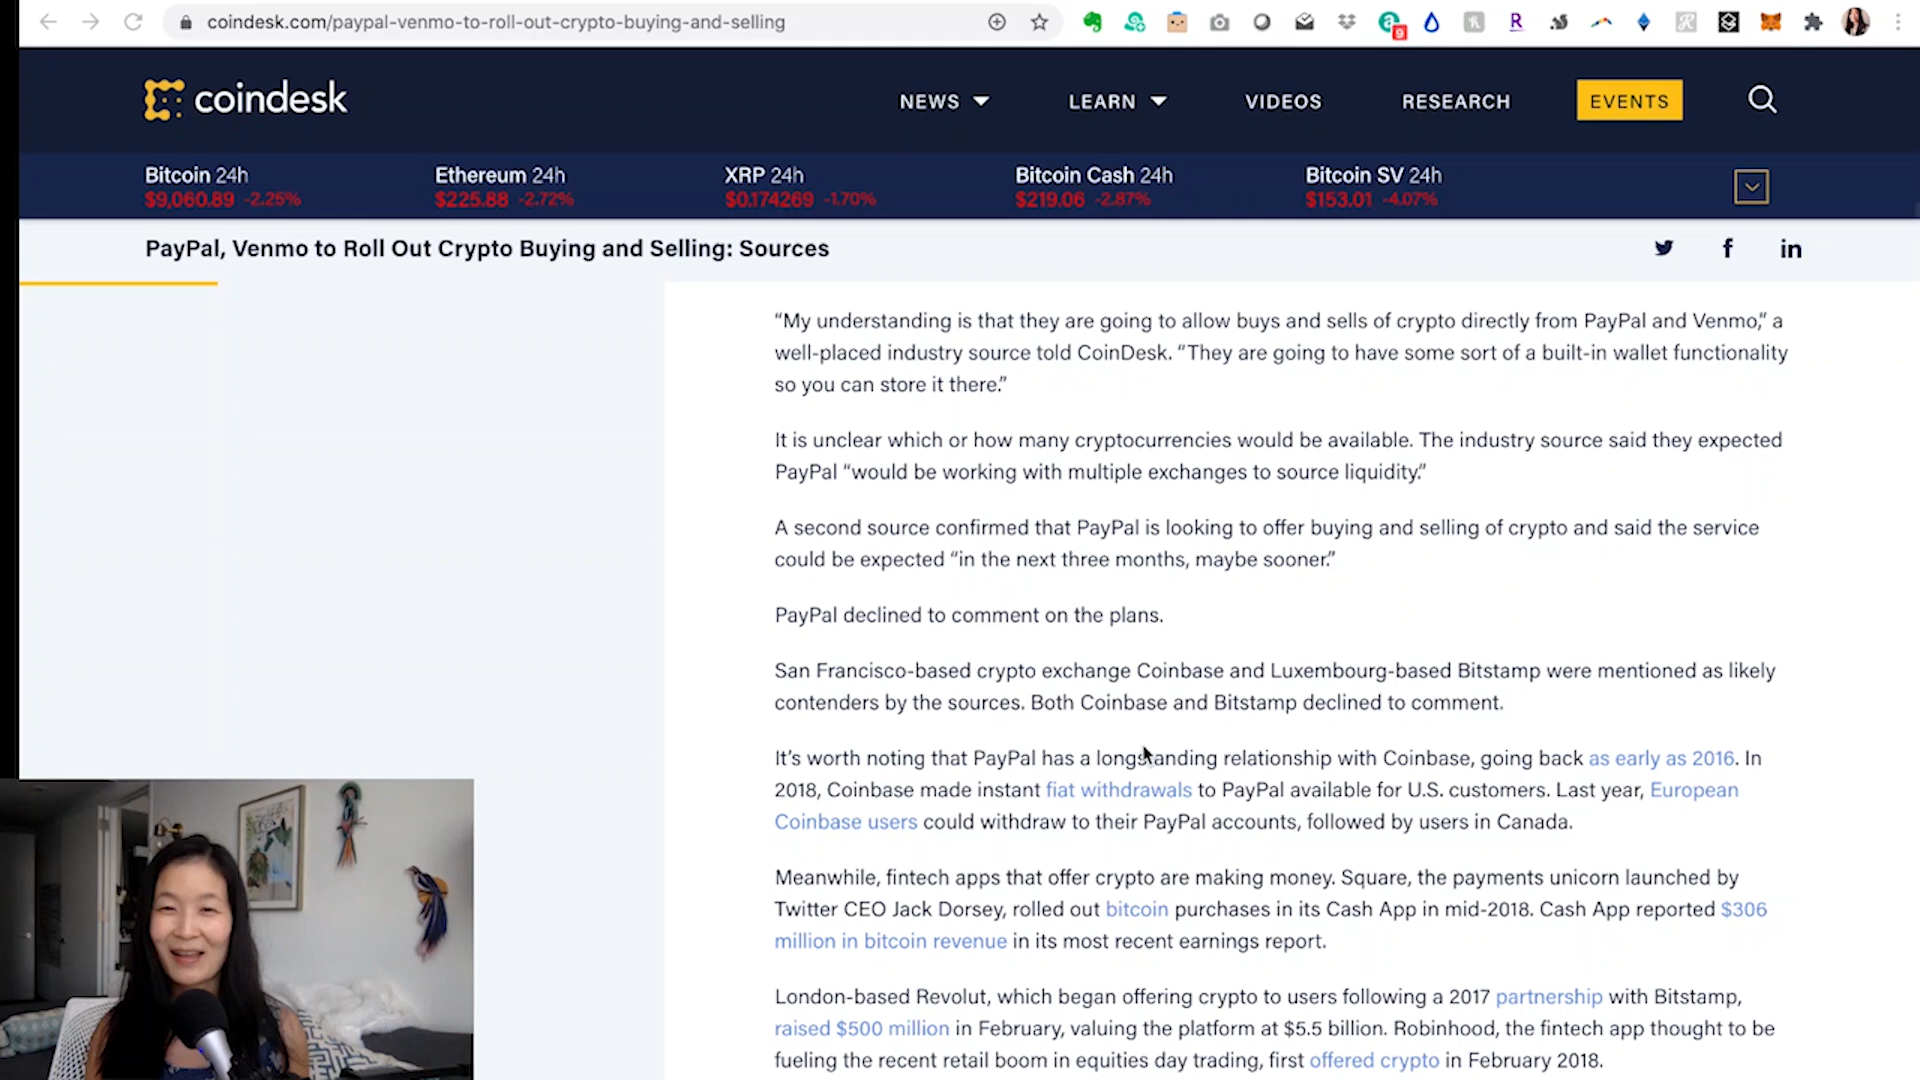 coindesk.com/paypal-venmo-to-roll-out-crypto-buying-and-selling
9
coindesk
NEWS
LEARN
VIDEOS
RESEARCH
EVENTS
Bitcoin 24h
$9,060.89 -2.25%
Ethereum 24h
$225.88 -2.72%
XRP 24h
$0.174269 -1.70%
Bitcoin Cash 24h
$219.06 -2.87%
Bitcoin SV 24h
$153.01 -4.07%
PayPal, Venmo to Roll Out Crypto Buying and Selling: Sources
“My understanding is that they are going to allow buys and sells of crypto directly from PayPal and Venmo,” a
well-placed industry source told CoinDesk. “They are going to have some sort of a built-in wallet functionality
so you can store it there.”
It is unclear which or how many cryptocurrencies would be available. The industry source said they expected
PayPal “would be working with multiple exchanges to source liquidity.”
A second source confirmed that PayPal is looking to offer buying and selling of crypto and said the service
could be expected “in the next three months, maybe sooner.”
PayPal declined to comment on the plans.
San Francisco-based crypto exchange Coinbase and Luxembourg-based Bitstamp were mentioned as likely
contenders by the sources. Both Coinbase and Bitstamp declined to comment.
It’s worth noting that PayPal has a longstanding relationship with Coinbase, going back as early as 2016. In
2018, Coinbase made instant fiat withdrawals to PayPal available for U.S. customers. Last year, European
Coinbase users could withdraw to their PayPal accounts, followed by users in Canada.
Meanwhile, fintech apps that offer crypto are making money. Square, the payments unicorn launched by
Twitter CEO Jack Dorsey, rolled out bitcoin purchases in its Cash App in mid-2018. Cash App reported $306
million in bitcoin revenue in its most recent earnings report.
London-based Revolut, which began offering crypto to users following a 2017 partnership with Bitstamp,
raised $500 million in February, valuing the platform at $5.5 billion. Robinhood, the fintech app thought to be
fueling the recent retail boom in equities day trading, first offered crypto in February 2018.